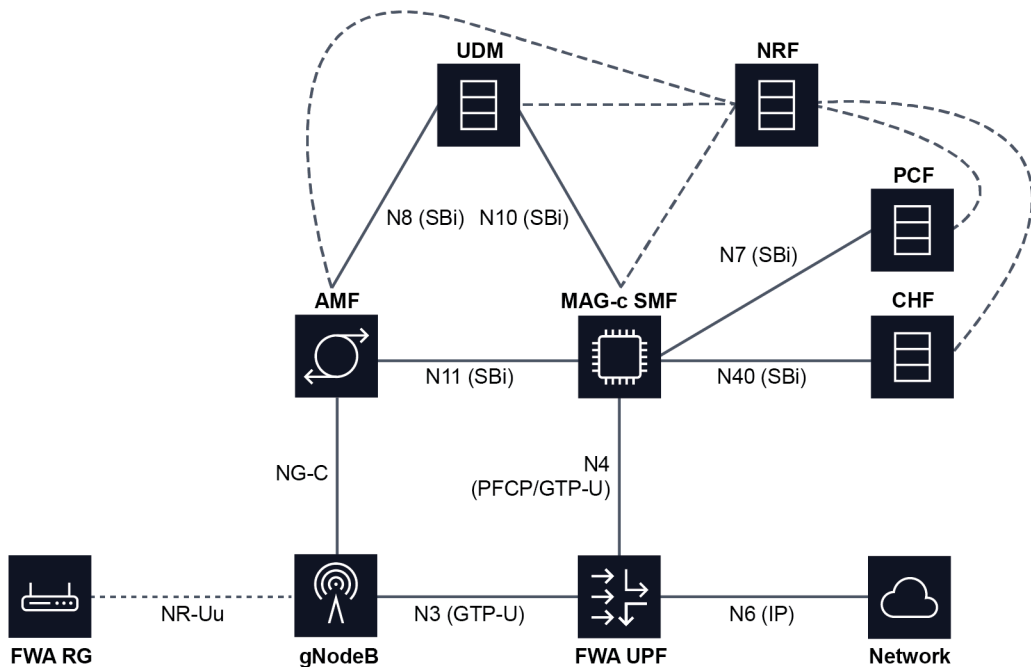 UDM
NRF
PCF
N8 (SBi)
N10 (SBi)
N7 (SBi)
AMF
MAG-c SMF
CHF
N11 (SBi)
N40 (SBi)
NG-C
N4
(PFCP/GTP-U)
NR-Uu
N3 (GTP-U)
N6 (IP)
FWA RG
gNodeB
FWA UPF
Network